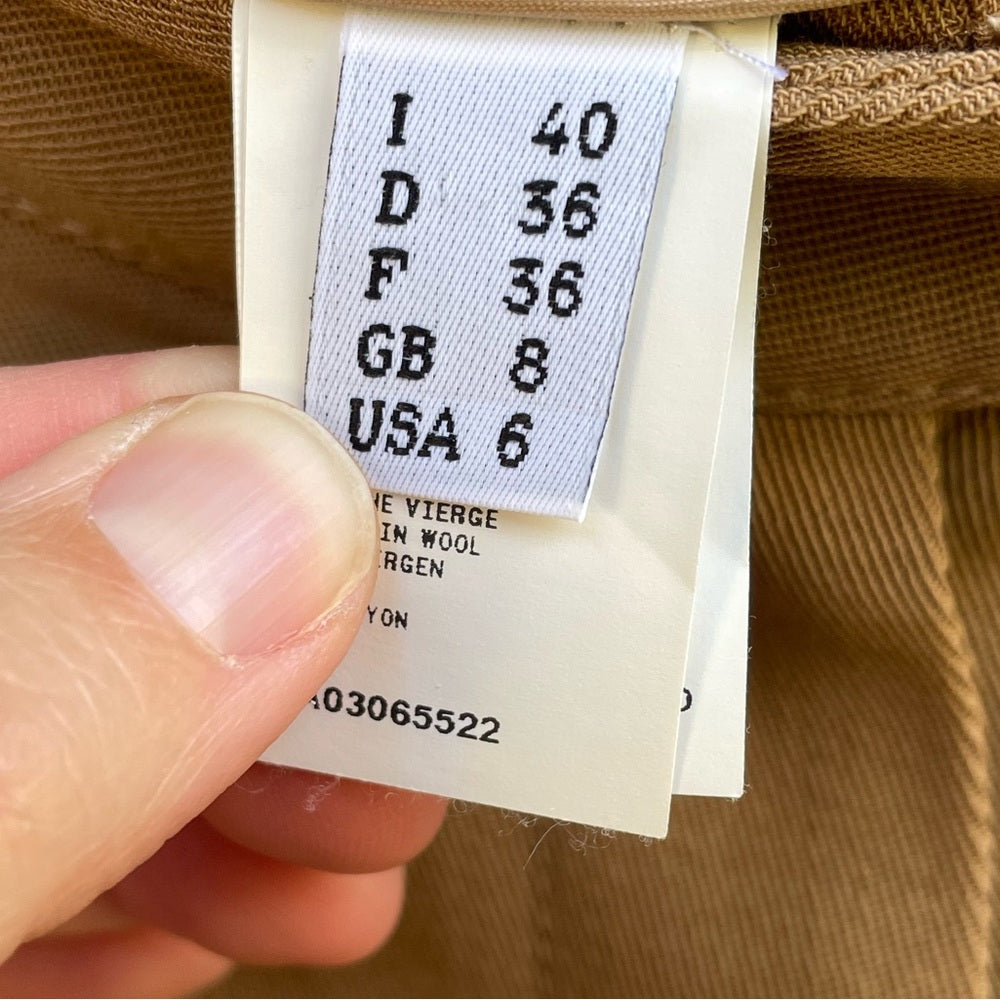 I 40
D 36
F 36
GB 8
USA 6
VIERGE
WOOL
A03065522